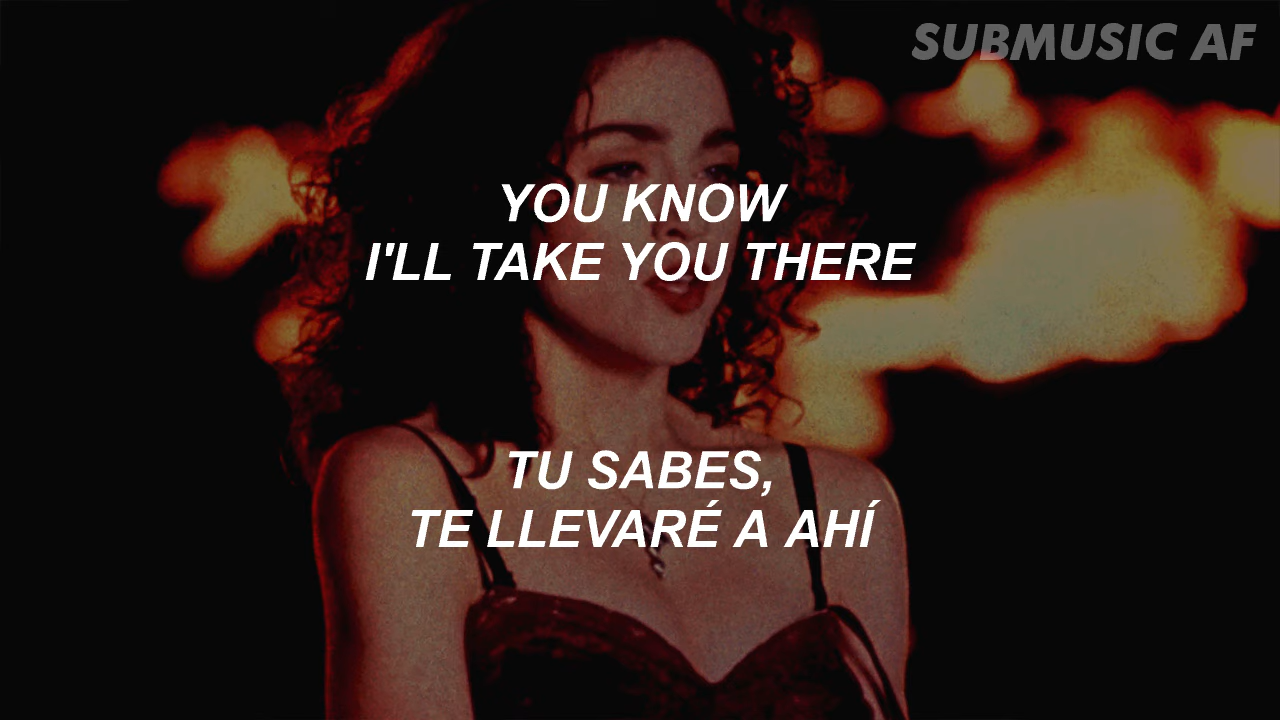 SUBMUSIC AF
YOU KNOW
I'LL TAKE YOU THERE
TU SABES,
TE LLEVARÉ A AHÍ